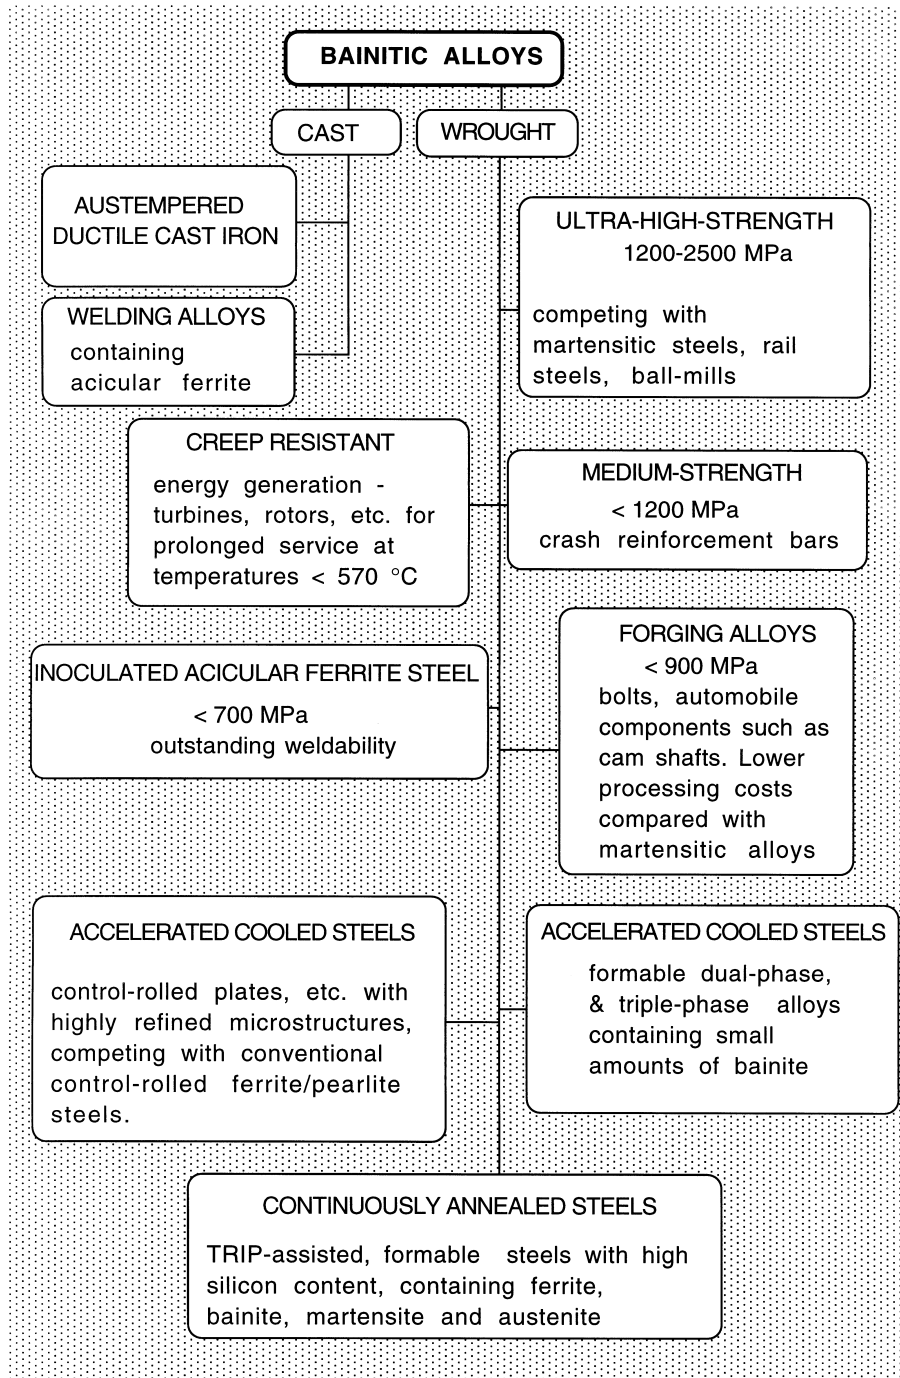 BAINITIC ALLOYS
CAST
WROUGHT
AUSTEMPERED
DUCTILE CAST IRON
WELDING ALLOYS
containing
acicular ferrite
ULTRA-HIGH-STRENGTH
1200-2500 MPa
competing with
martensitic steels, rail
steels, ball-mills
CREEP RESISTANT
energy generation -
turbines, rotors, etc. for
prolonged service at
temperatures < 570 °C
MEDIUM-STRENGTH
< 1200 MPa
crash reinforcement bars
INOCULATED ACICULAR FERRITE STEEL
< 700 MPa
outstanding weldability
FORGING ALLOYS
< 900 MPa
bolts, automobile
components such as
cam shafts. Lower
processing costs
compared with
martensitic alloys
ACCELERATED COOLED STEELS
control-rolled plates, etc. with
highly refined microstructures,
competing with conventional
control-rolled ferrite/pearlite
steels.
ACCELERATED COOLED STEELS
formable dual-phase,
& triple-phase alloys
containing small
amounts of bainite
CONTINUOUSLY ANNEALED STEELS
TRIP-assisted, formable steels with high
silicon content, containing ferrite,
bainite, martensite and austenite